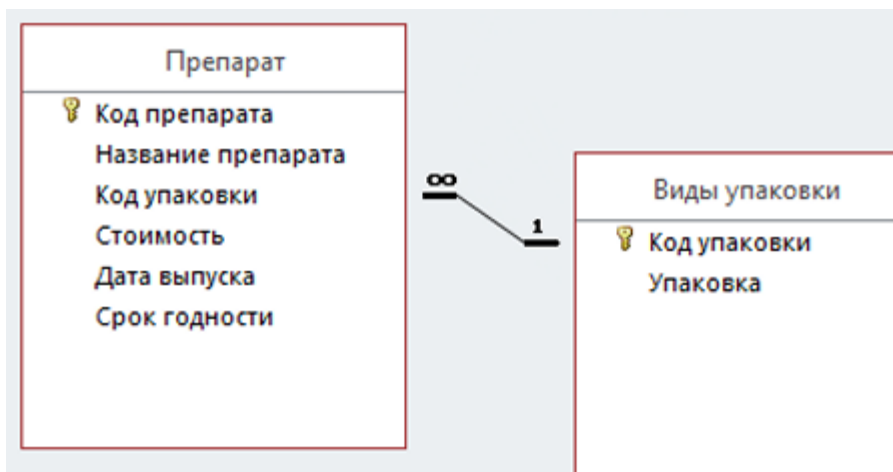 Препарат
Код препарата
Название препарата
Код упаковки
Стоимость
Дата выпуска
Срок годности
∞
1
Виды упаковки
Код упаковки
Упаковка